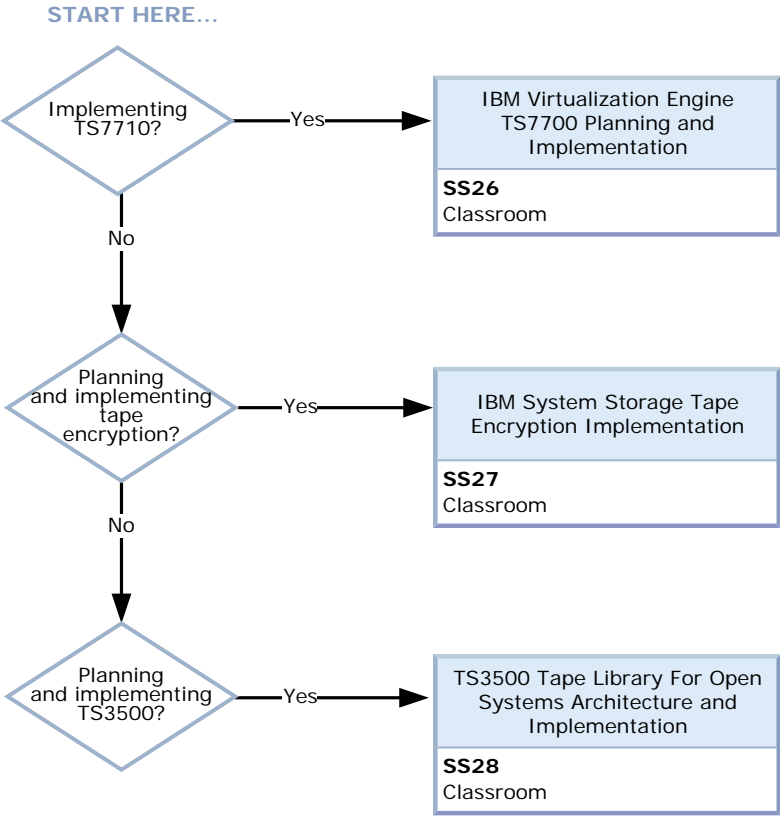 START HERE…
Implementing
TS7710?
Yes
IBM Virtualization Engine
TS7700 Planning and
Implementation
SS26
Classroom
No
Planning
and implementing
tape
encryption?
Yes
IBM System Storage Tape
Encryption Implementation
SS27
Classroom
No
Planning
and implementing
TS3500?
Yes
TS3500 Tape Library For Open
Systems Architecture and
Implementation
SS28
Classroom